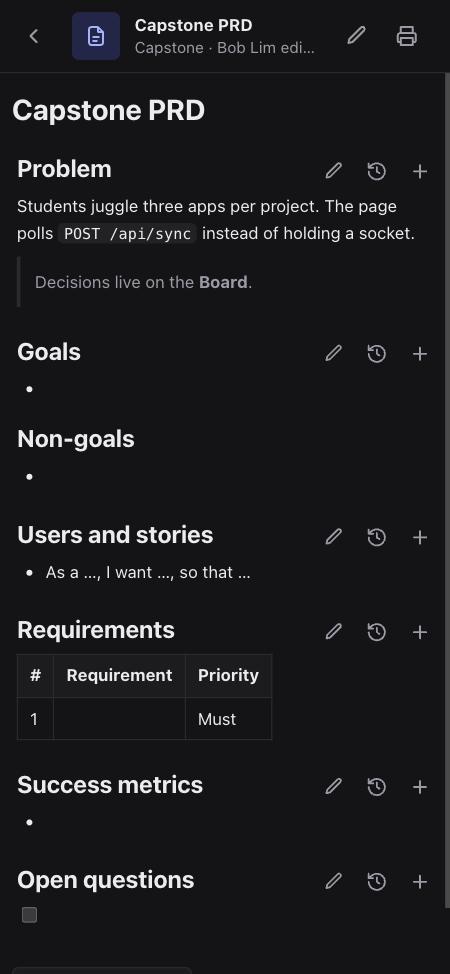 Capstone PRD
Capstone · Bob Lim edi...
Capstone PRD
Problem
Students juggle three apps per project. The page
polls POST /api/sync instead of holding a socket.
Decisions live on the Board.
Goals
Non-goals
Users and stories
• As a ..., I want ..., so that ...
Requirements
# Requirement Priority
1 Must
Success metrics
Open questions